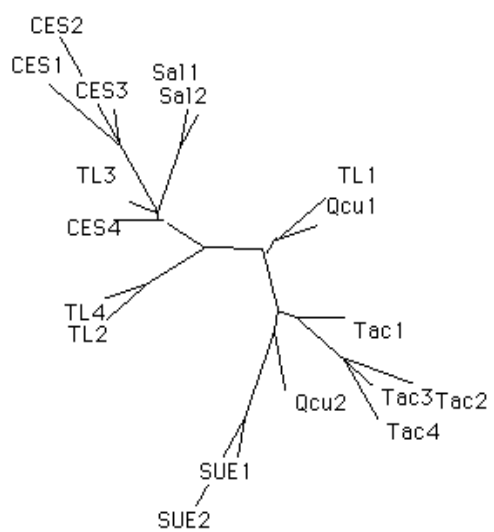 CES2
CES1
Sal1
CES3
Sal2
TL3
TL1
Qcu1
CES4
TL4
TL2
Tac1
Qcu2
Tac3
Tac2
Tac4
SUE1
SUE2